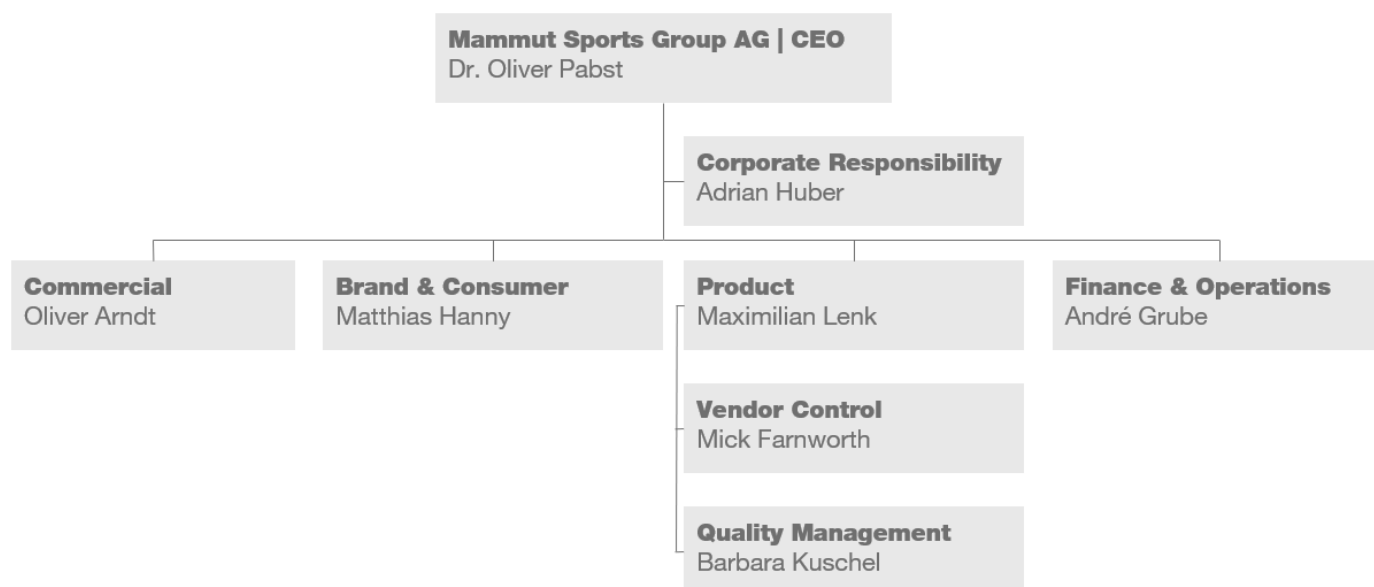 Mammut Sports Group AG | CEO
Dr. Oliver Pabst
Corporate Responsibility
Adrian Huber
Commercial
Oliver Arndt
Brand & Consumer
Matthias Hanny
Product
Maximilian Lenk
Finance & Operations
André Grube
Vendor Control
Mick Farnworth
Quality Management
Barbara Kuschel